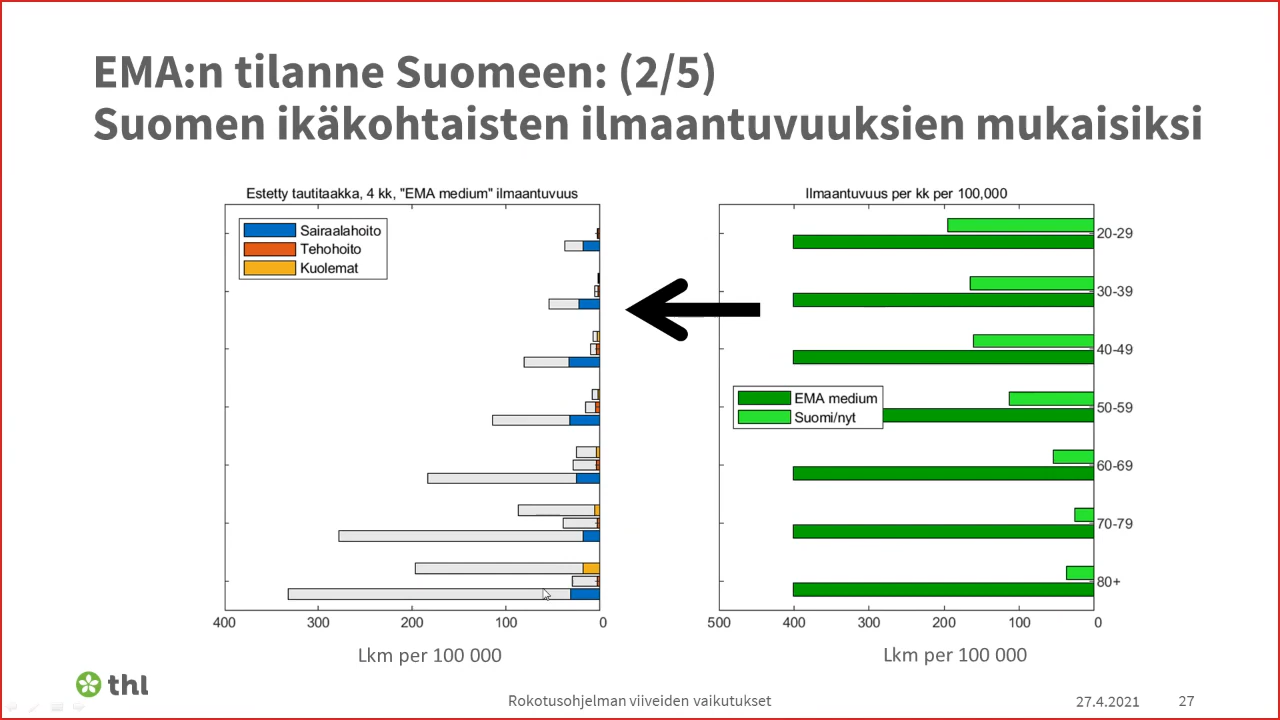 EMA:n tilanne Suomeen: (2/5)
Suomen ikäkohtaisten ilmaantuvuuksien mukaisiksi
Estetty tautitaakka, 4 kk, "EMA medium" ilmaantuvuus
Sairaalahoito
Tehohoito
Kuolemat
400 300 200 100 0
Lkm per 100 000
Ilmaantuvuus per kk per 100,000
20-29
30-39
40-49
50-59
60-69
70-79
80+
EMA medium
Suomi/nyt
500 400 300 200 100 0
Lkm per 100 000
thl
Rokotusohjelman viiveiden vaikutukset
27.4.2021
27